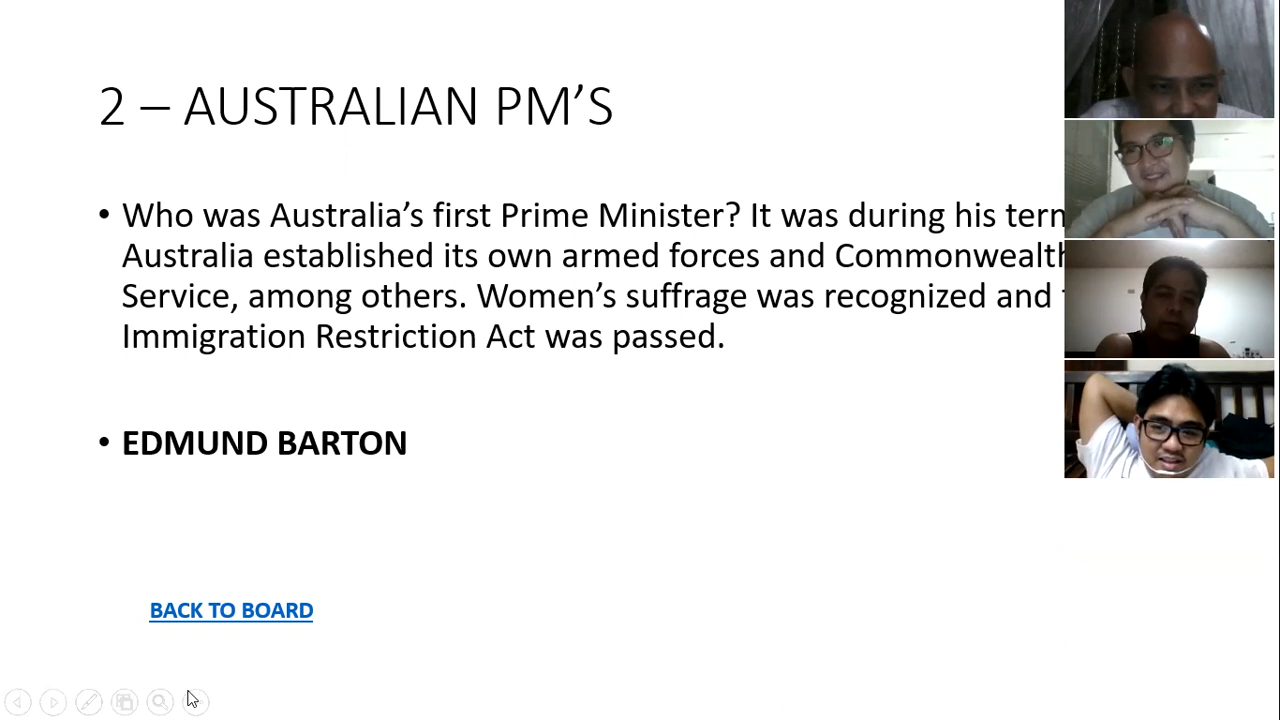 2 – AUSTRALIAN PM’S
• Who was Australia’s first Prime Minister? It was during his
Australia established its own armed forces and Commonwealth
Service, among others. Women’s suffrage was recognized and
Immigration Restriction Act was passed.
• EDMUND BARTON
BACK TO BOARD